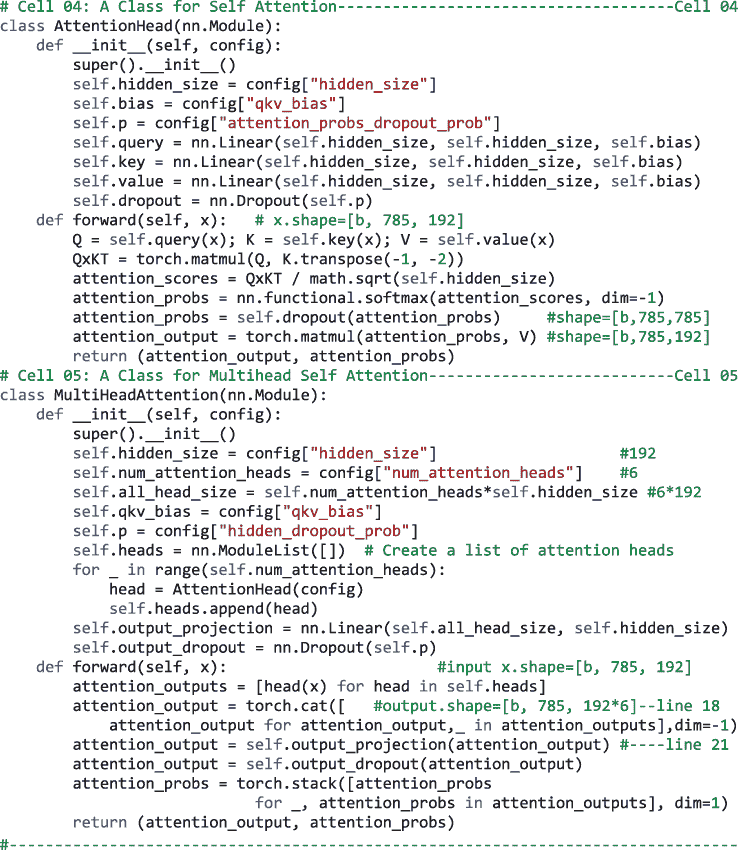 # Cell 04: A Class for Self Attention-------------------------------------Cell 04
class AttentionHead(nn.Module):
    def __init__(self, config):
        super().__init__()
        self.hidden_size = config["hidden_size"]
        self.bias = config["qkv_bias"]
        self.p = config["attention_probs_dropout_prob"]
        self.query = nn.Linear(self.hidden_size, self.hidden_size, self.bias)
        self.key = nn.Linear(self.hidden_size, self.hidden_size, self.bias)
        self.value = nn.Linear(self.hidden_size, self.hidden_size, self.bias)
        self.dropout = nn.Dropout(self.p)
    def forward(self, x):   # x.shape=[b, 785, 192]
        Q = self.query(x); K = self.key(x); V = self.value(x)
        QxKT = torch.matmul(Q, K.transpose(-1, -2))
        attention_scores = QxKT / math.sqrt(self.hidden_size)
        attention_probs = nn.functional.softmax(attention_scores, dim=-1)
        attention_probs = self.dropout(attention_probs)     #shape=[b,785,785]
        attention_output = torch.matmul(attention_probs, V) #shape=[b,785,192]
        return (attention_output, attention_probs)
# Cell 05: A Class for Multihead Self Attention---------------------------Cell 05
class MultiHeadAttention(nn.Module):
    def __init__(self, config):
        super().__init__()
        self.hidden_size = config["hidden_size"]                    #192
        self.num_attention_heads = config["num_attention_heads"]    #6
        self.all_head_size = self.num_attention_heads*self.hidden_size #6*192
        self.qkv_bias = config["qkv_bias"]
        self.p = config["hidden_dropout_prob"]
        self.heads = nn.ModuleList([])  # Create a list of attention heads
        for _ in range(self.num_attention_heads):
            head = AttentionHead(config)
            self.heads.append(head)
        self.output_projection = nn.Linear(self.all_head_size, self.hidden_size)
        self.output_dropout = nn.Dropout(self.p)
    def forward(self, x):                       #input x.shape=[b, 785, 192]
        attention_outputs = [head(x) for head in self.heads]
        attention_output = torch.cat([   #output.shape=[b, 785, 192*6]--line 18
            attention_output for attention_output,_ in attention_outputs],dim=-1)
        attention_output = self.output_projection(attention_output) #----line 21
        attention_output = self.output_dropout(attention_output)
        attention_probs = torch.stack([attention_probs
                            for _, attention_probs in attention_outputs], dim=1)
        return (attention_output, attention_probs)
#--------------------------------------------------------------------------------